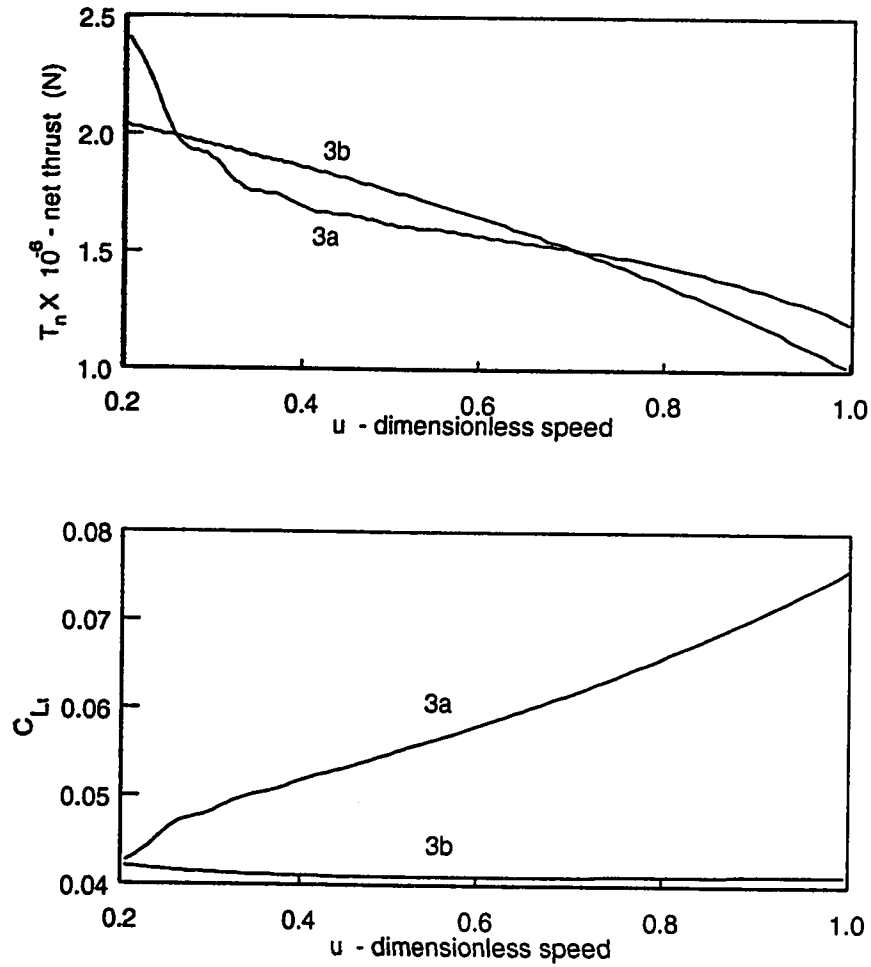 2.5
2.0
1.5
1.0
T_n X 10^-6 - net thrust (N)
3b
3a
0.2 0.4 0.6 0.8 1.0
u - dimensionless speed
0.08
0.07
0.06
0.05
0.04
C_Li
3a
3b
0.2 0.4 0.6 0.8 1.0
u - dimensionless speed